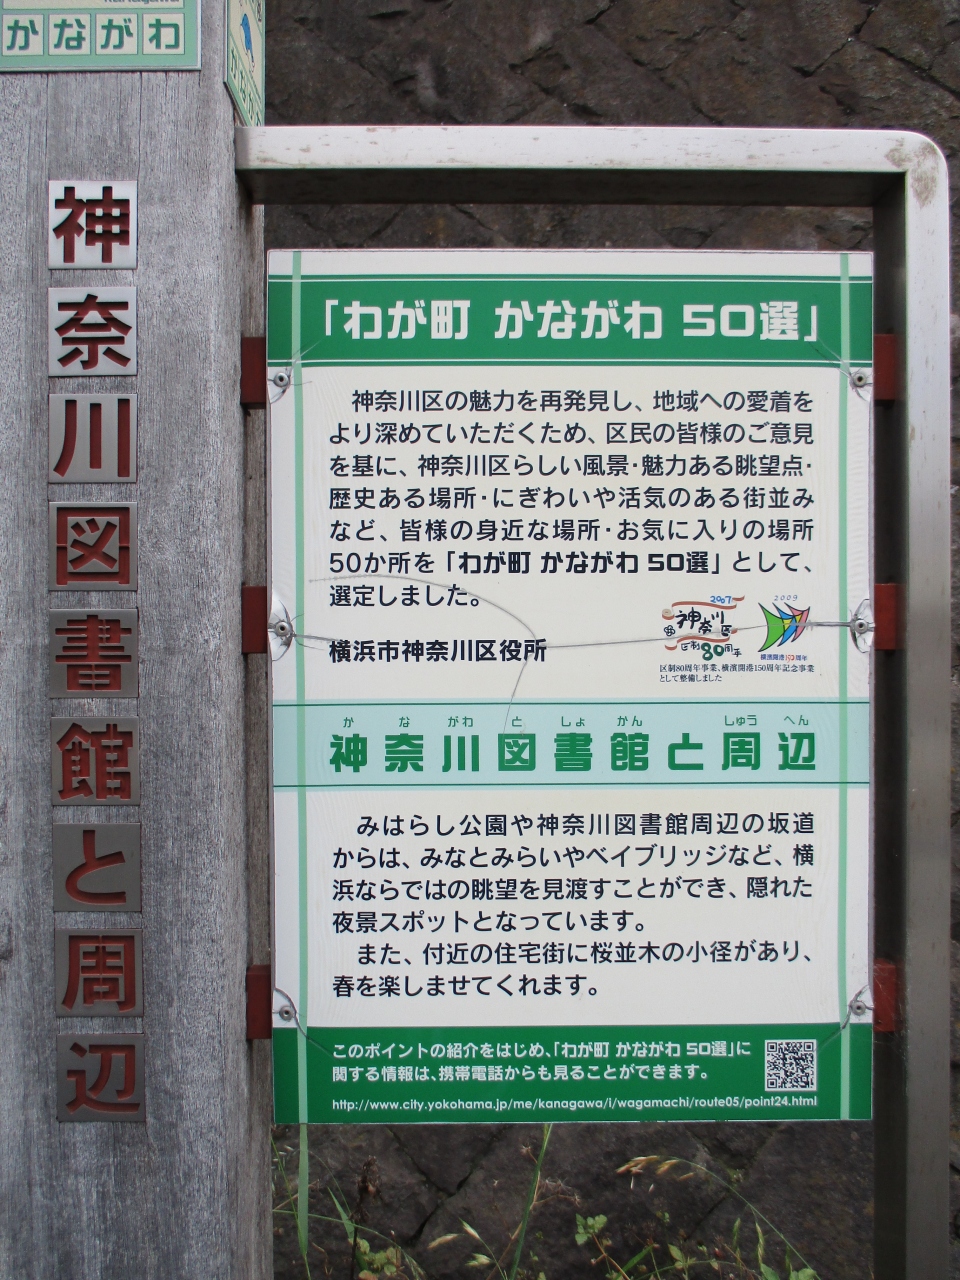 かながわ
神奈川図書館と周辺
「わが町 かながわ 50選」
神奈川区の魅力を再発見し、地域への愛着を
より深めていただくため、区民の皆様のご意見
を基に、神奈川区らしい風景・魅力ある眺望点・
歴史ある場所・にぎわいや活気のある街並み
など、皆様の身近な場所・お気に入りの場所
50か所を「わが町 かながわ 50選」として、
選定しました。
横浜市神奈川区役所
2007
神奈川区
区制80周年
2009
横濱開港150周年
区制80周年事業、横濱開港150周年記念事業
として整備しました
か な がわ と しょ かん しゅう へん
神奈川図書館と周辺
みはらし公園や神奈川図書館周辺の坂道
からは、みなとみらいやベイブリッジなど、横
浜ならではの眺望を見渡すことができ、隠れた
夜景スポットとなっています。
また、付近の住宅街に桜並木の小径があり、
春を楽しませてくれます。
このポイントの紹介をはじめ、「わが町 かながわ 50選」に
関する情報は、携帯電話からも見ることができます。
http://www.city.yokohama.jp/me/kanagawa/i/wagamachi/route05/point24.html